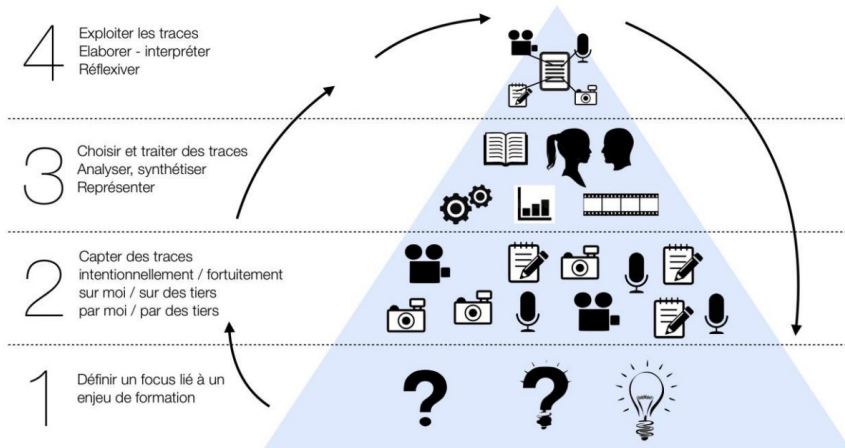 4
Exploiter les traces
Elaborer - interpréter
Réflexiver
3
Choisir et traiter des traces
Analyser, synthétiser
Représenter
2
Capter des traces
intentionnellement / fortuitement
sur moi / sur des tiers
par moi / par des tiers
1
Définir un focus lié à un
enjeu de formation
? ?